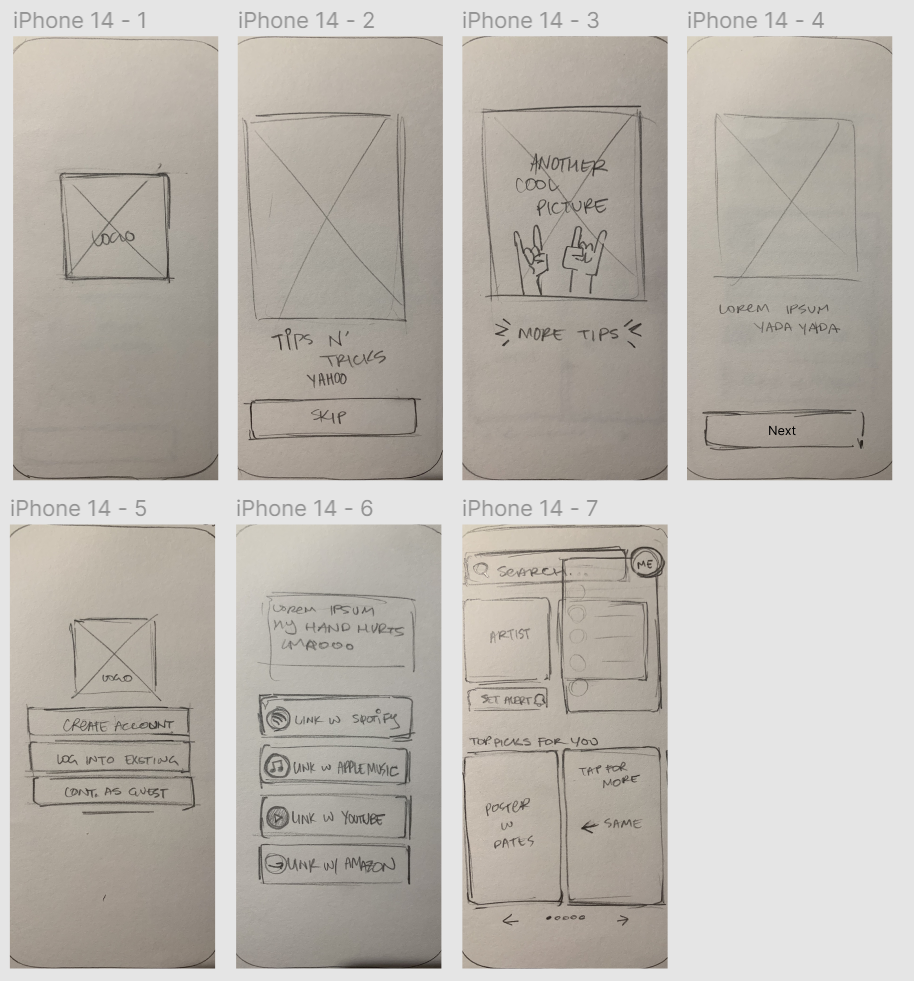 iPhone 14 - 1
LOGO
iPhone 14 - 2
TIPS N'
TRICKS
YAHOO
SKIP
iPhone 14 - 3
ANOTHER
COOL
PICTURE
MORE TIPS
iPhone 14 - 4
LOREM IPSUM
YADA YADA
Next
iPhone 14 - 5
LOGO
CREATE ACCOUNT
LOG INTO EXISTING
CONT. AS GUEST
iPhone 14 - 6
LOREM IPSUM
MY HAND HURTS
LMAOOO
LINK W SPOTIFY
LINK W APPLE MUSIC
LINK W YOUTUBE
LINK W/ AMAZON
iPhone 14 - 7
SEARCH...
ME
ARTIST
SET ALERT
TOP PICKS FOR YOU
POSTER
W
DATES
TAP FOR
MORE
← SAME